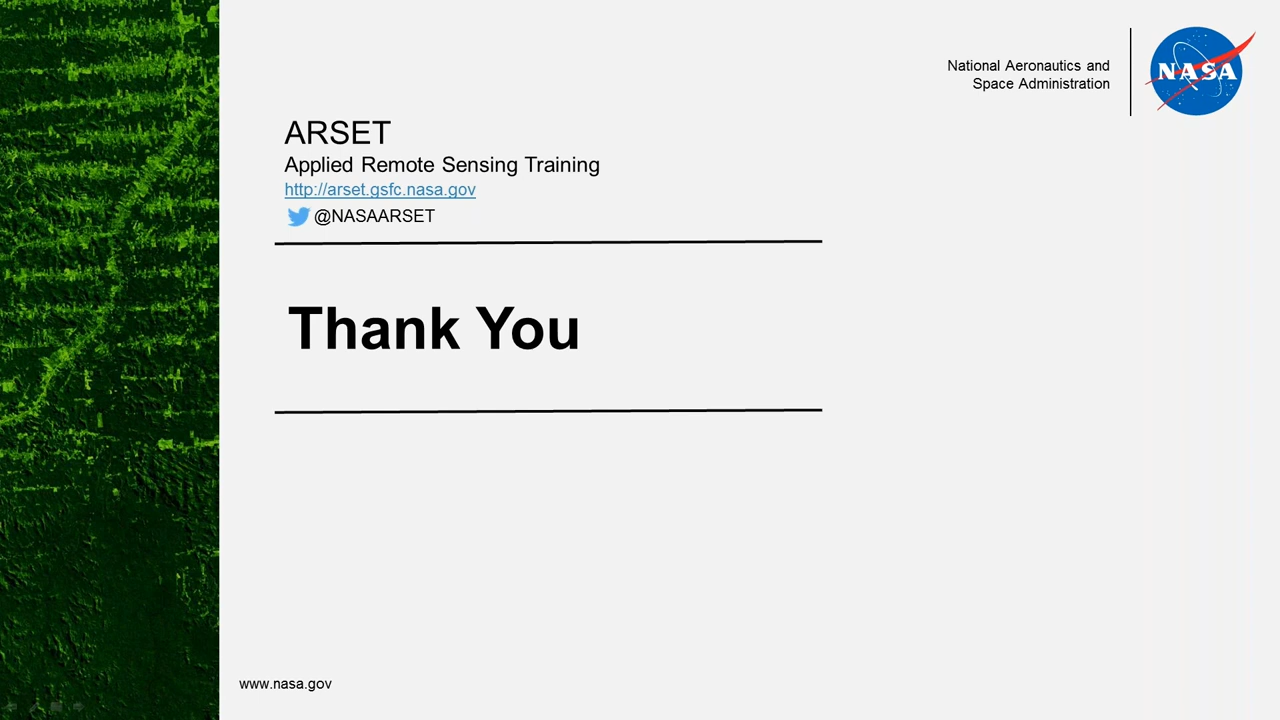 National Aeronautics and
Space Administration
NASA
ARSET
Applied Remote Sensing Training
http://arset.gsfc.nasa.gov
@NASAARSET
Thank You
www.nasa.gov